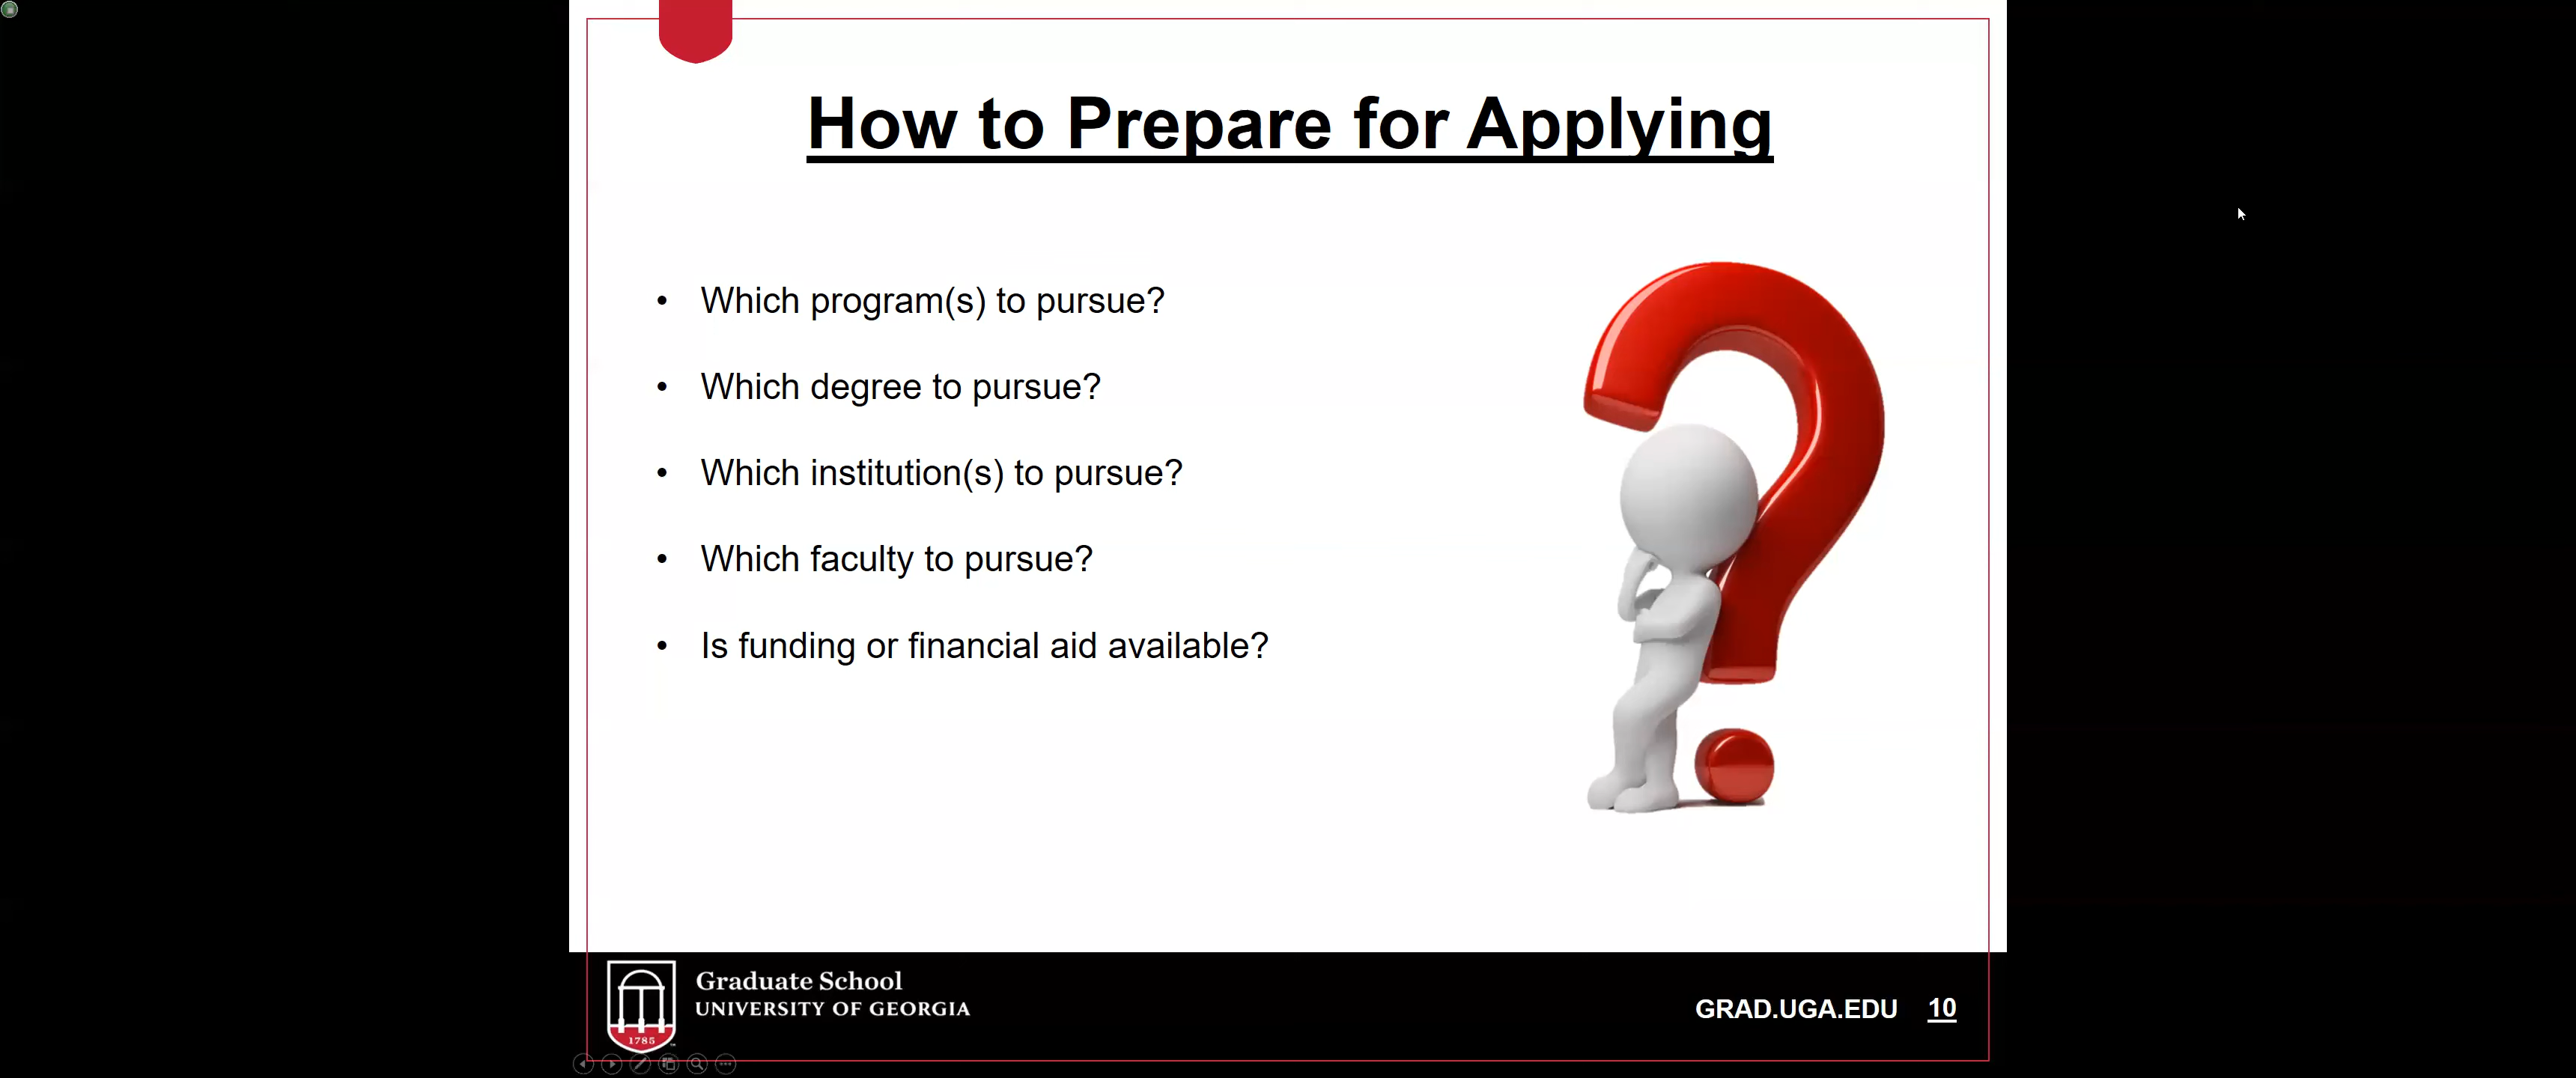 How to Prepare for Applying
• Which program(s) to pursue?
• Which degree to pursue?
• Which institution(s) to pursue?
• Which faculty to pursue?
• Is funding or financial aid available?
Graduate School
UNIVERSITY OF GEORGIA
1785
GRAD.UGA.EDU 10